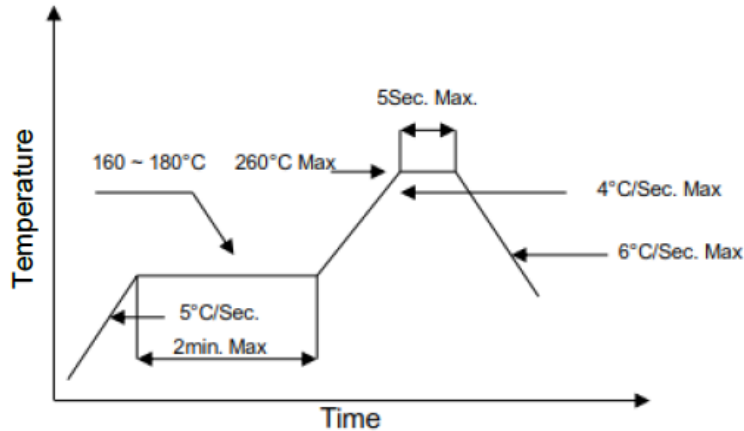 5Sec. Max.
160 ~ 180°C
260°C Max
4°C/Sec. Max
6°C/Sec. Max
5°C/Sec.
2min. Max
Temperature
Time